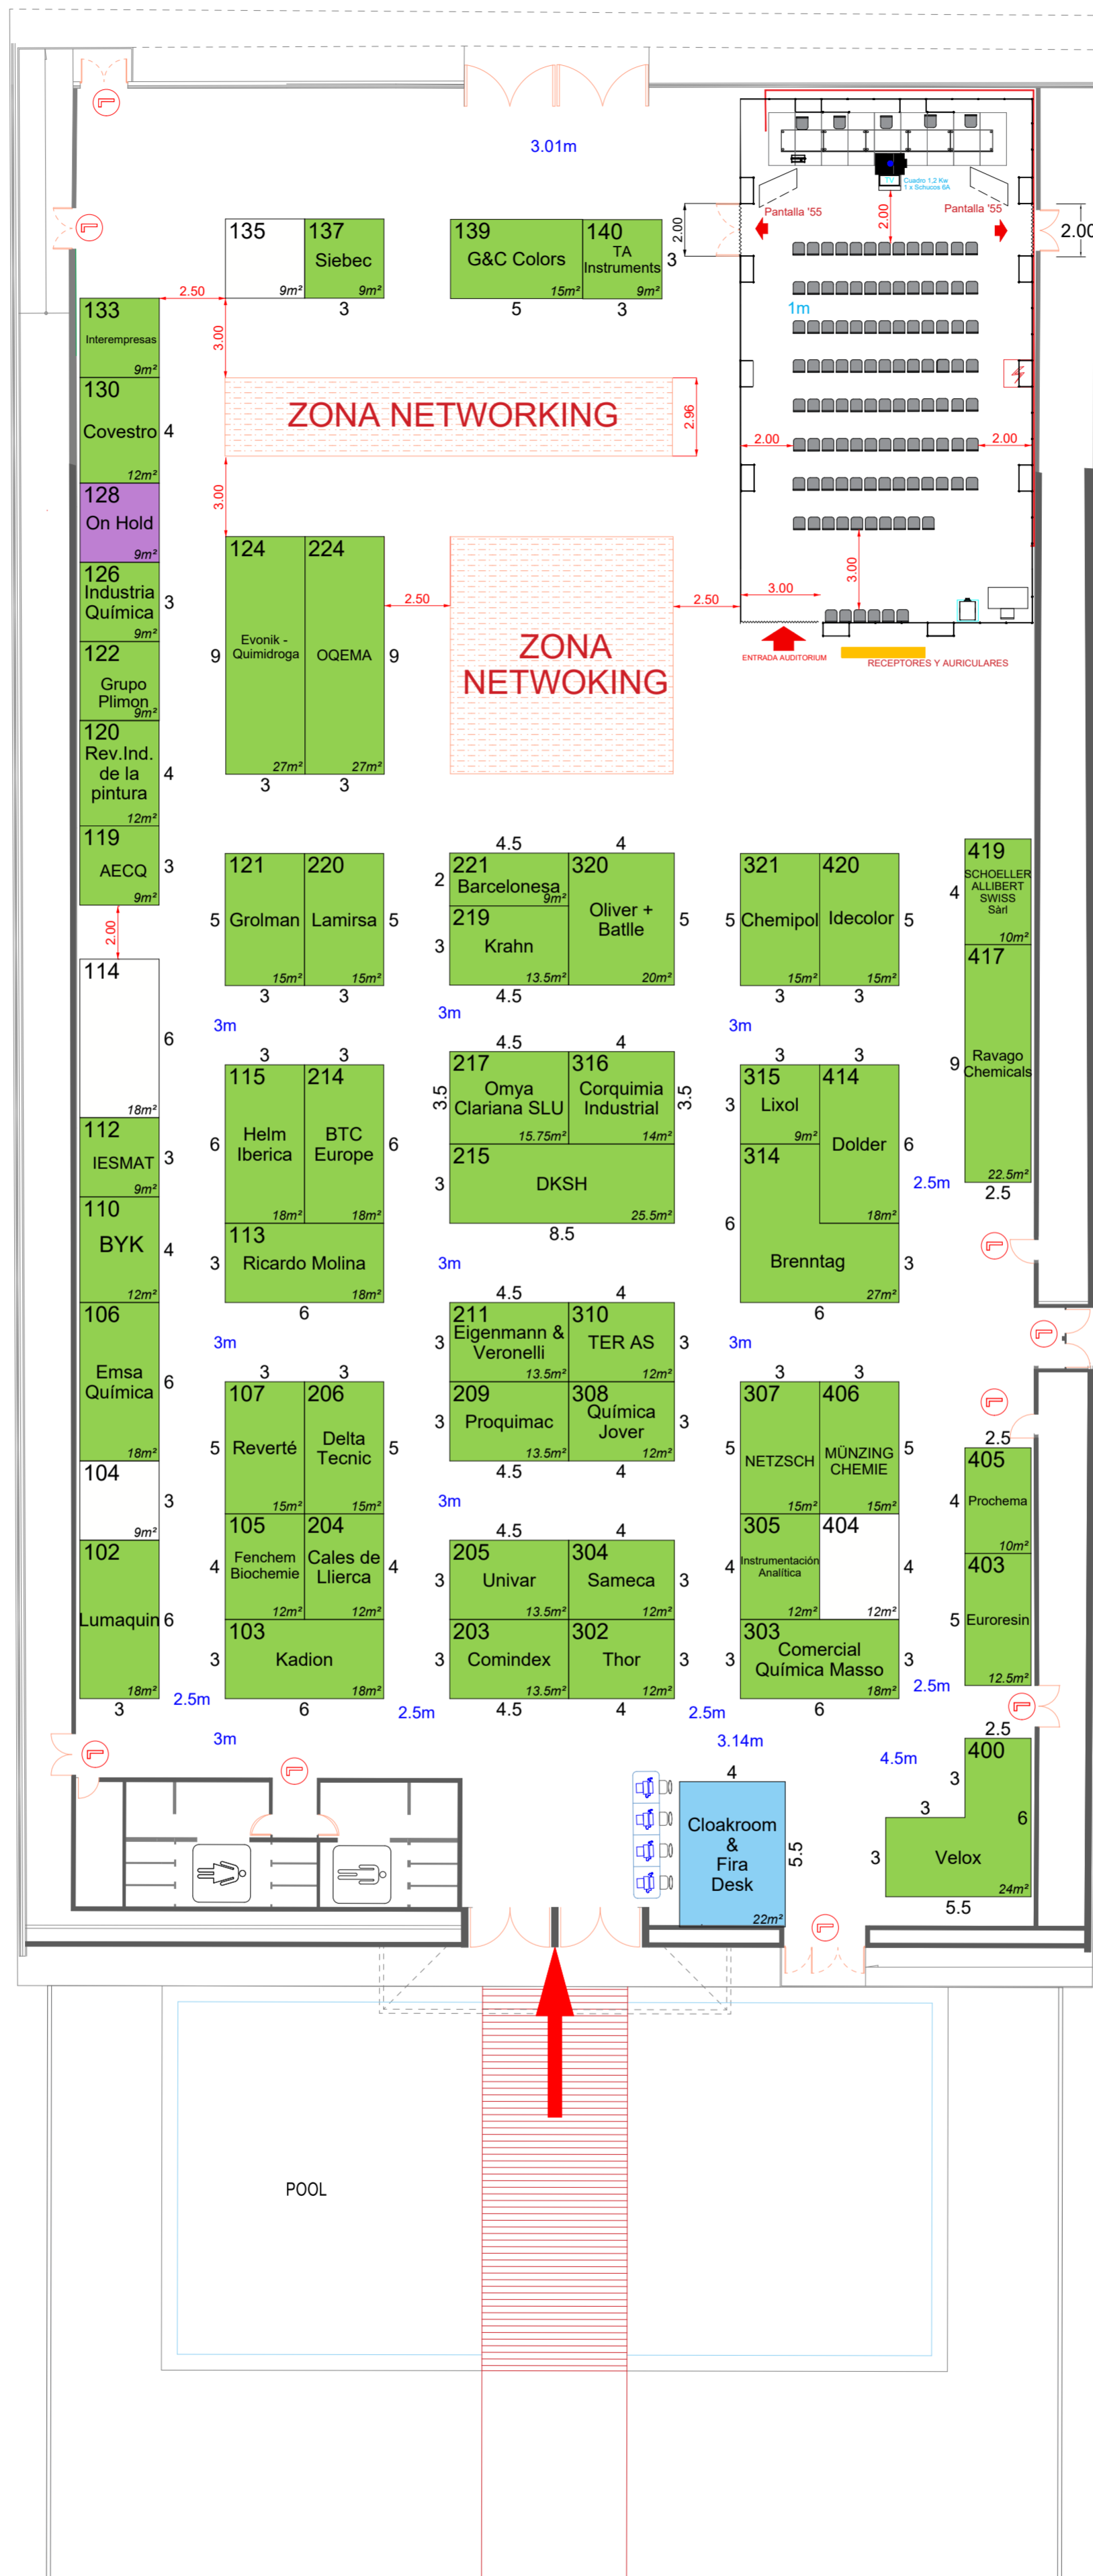 3.01m
TV
Cuadro 1,2 Kw
1 x Schucos 6A
Pantalla '55
2.00
Pantalla '55
2.00
2.00
1m
2.00
2.00
3.00
3.00
ENTRADA AUDITORIUM
RECEPTORES Y AURICULARES
135
9m²
137
Siebec
9m²
3
139
G&C Colors
15m²
5
140
TA
Instruments
9m²
3
3
2.50
3.00
133
Interempresas
9m²
130
Covestro
12m²
4
128
On Hold
9m²
126
Industria
Química
9m²
3
122
Grupo
Plimon
9m²
120
Rev.Ind.
de la
pintura
12m²
4
119
AECQ
9m²
3
2.00
ZONA NETWORKING
2.96
3.00
124
Evonik -
Quimidroga
27m²
9
3
224
OQEMA
27m²
9
3
2.50
ZONA
NETWOKING
2.50
121
Grolman
15m²
5
3
220
Lamirsa
15m²
5
3
4.5
221
Barcelonesa
9m²
2
219
Krahn
13.5m²
3
4.5
4
320
Oliver +
Batlle
20m²
5
321
Chemipol
15m²
5
3
420
Idecolor
15m²
5
3
419
SCHOELLER
ALLIBERT
SWISS
Sàrl
10m²
4
417
Ravago
Chemicals
22.5m²
9
2.5
3m
3m
3m
114
18m²
6
112
IESMAT
9m²
3
110
BYK
12m²
4
106
Emsa
Química
18m²
6
104
9m²
3
102
Lumaquin
18m²
6
3
3
3
115
Helm
Iberica
18m²
6
214
BTC
Europe
18m²
6
113
Ricardo Molina
18m²
3
6
4.5
4
217
Omya
Clariana SLU
15.75m²
3.5
316
Corquimia
Industrial
14m²
3.5
215
DKSH
25.5m²
3
8.5
3
3
315
Lixol
9m²
3
414
Dolder
18m²
6
314
Brenntag
27m²
6
3
6
2.5m
3m
3m
3m
3
3
107
Reverté
15m²
5
206
Delta
Tecnic
15m²
5
105
Fenchem
Biochemie
12m²
4
204
Cales de
Llierca
12m²
4
103
Kadion
18m²
3
6
4.5
4
211
Eigenmann &
Veronelli
13.5m²
3
310
TER AS
12m²
3
209
Proquimac
13.5m²
3
308
Química
Jover
12m²
3
4.5
4
3m
4.5
4
205
Univar
13.5m²
3
304
Sameca
12m²
3
203
Comindex
13.5m²
3
302
Thor
12m²
3
4.5
4
3
3
307
NETZSCH
15m²
5
406
MÜNZING
CHEMIE
15m²
5
305
Instrumentación
Analítica
12m²
4
404
12m²
4
303
Comercial
Química Masso
18m²
3
3
6
2.5
405
Prochema
10m²
4
403
Euroresin
12.5m²
5
2.5m
2.5m
3m
2.5m
2.5m
3.14m
4.5m
2.5
400
Velox
24m²
3
3
3
6
5.5
4
Cloakroom
&
Fira
Desk
22m²
5.5
POOL